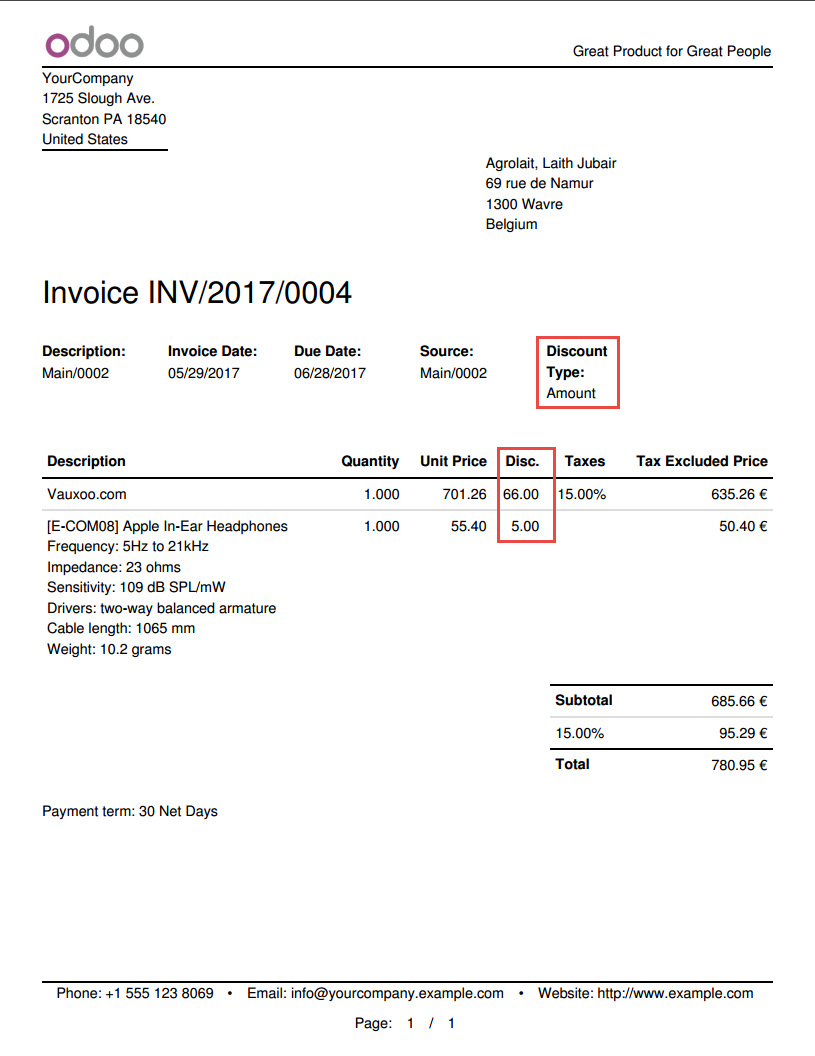 odoo
Great Product for Great People
YourCompany
1725 Slough Ave.
Scranton PA 18540
United States
Agrolait, Laith Jubair
69 rue de Namur
1300 Wavre
Belgium
Invoice INV/2017/0004
Description: Invoice Date: Due Date: Source: Discount Type:
Main/0002 05/29/2017 06/28/2017 Main/0002 Amount
Description Quantity Unit Price Disc. Taxes Tax Excluded Price
Vauxoo.com 1.000 701.26 66.00 15.00% 635.26 €
[E-COM08] Apple In-Ear Headphones 1.000 55.40 5.00 50.40 €
Frequency: 5Hz to 21kHz
Impedance: 23 ohms
Sensitivity: 109 dB SPL/mW
Drivers: two-way balanced armature
Cable length: 1065 mm
Weight: 10.2 grams
Subtotal 685.66 €
15.00% 95.29 €
Total 780.95 €
Payment term: 30 Net Days
Phone: +1 555 123 8069 • Email: info@yourcompany.example.com • Website: http://www.example.com
Page: 1 / 1